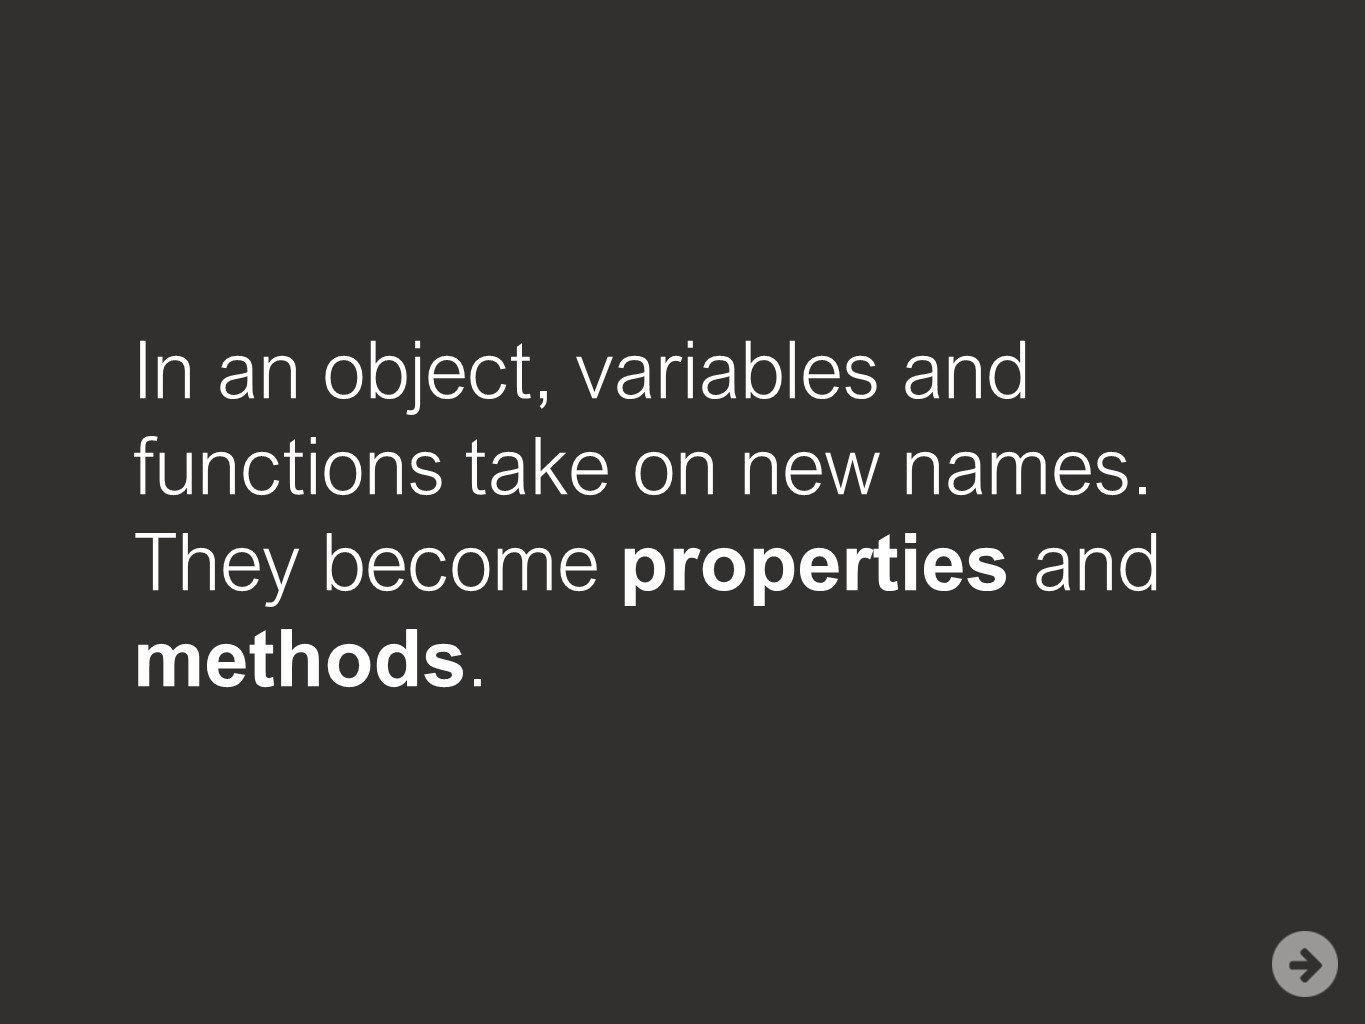 In an object, variables and
functions take on new names.
They become properties and
methods.